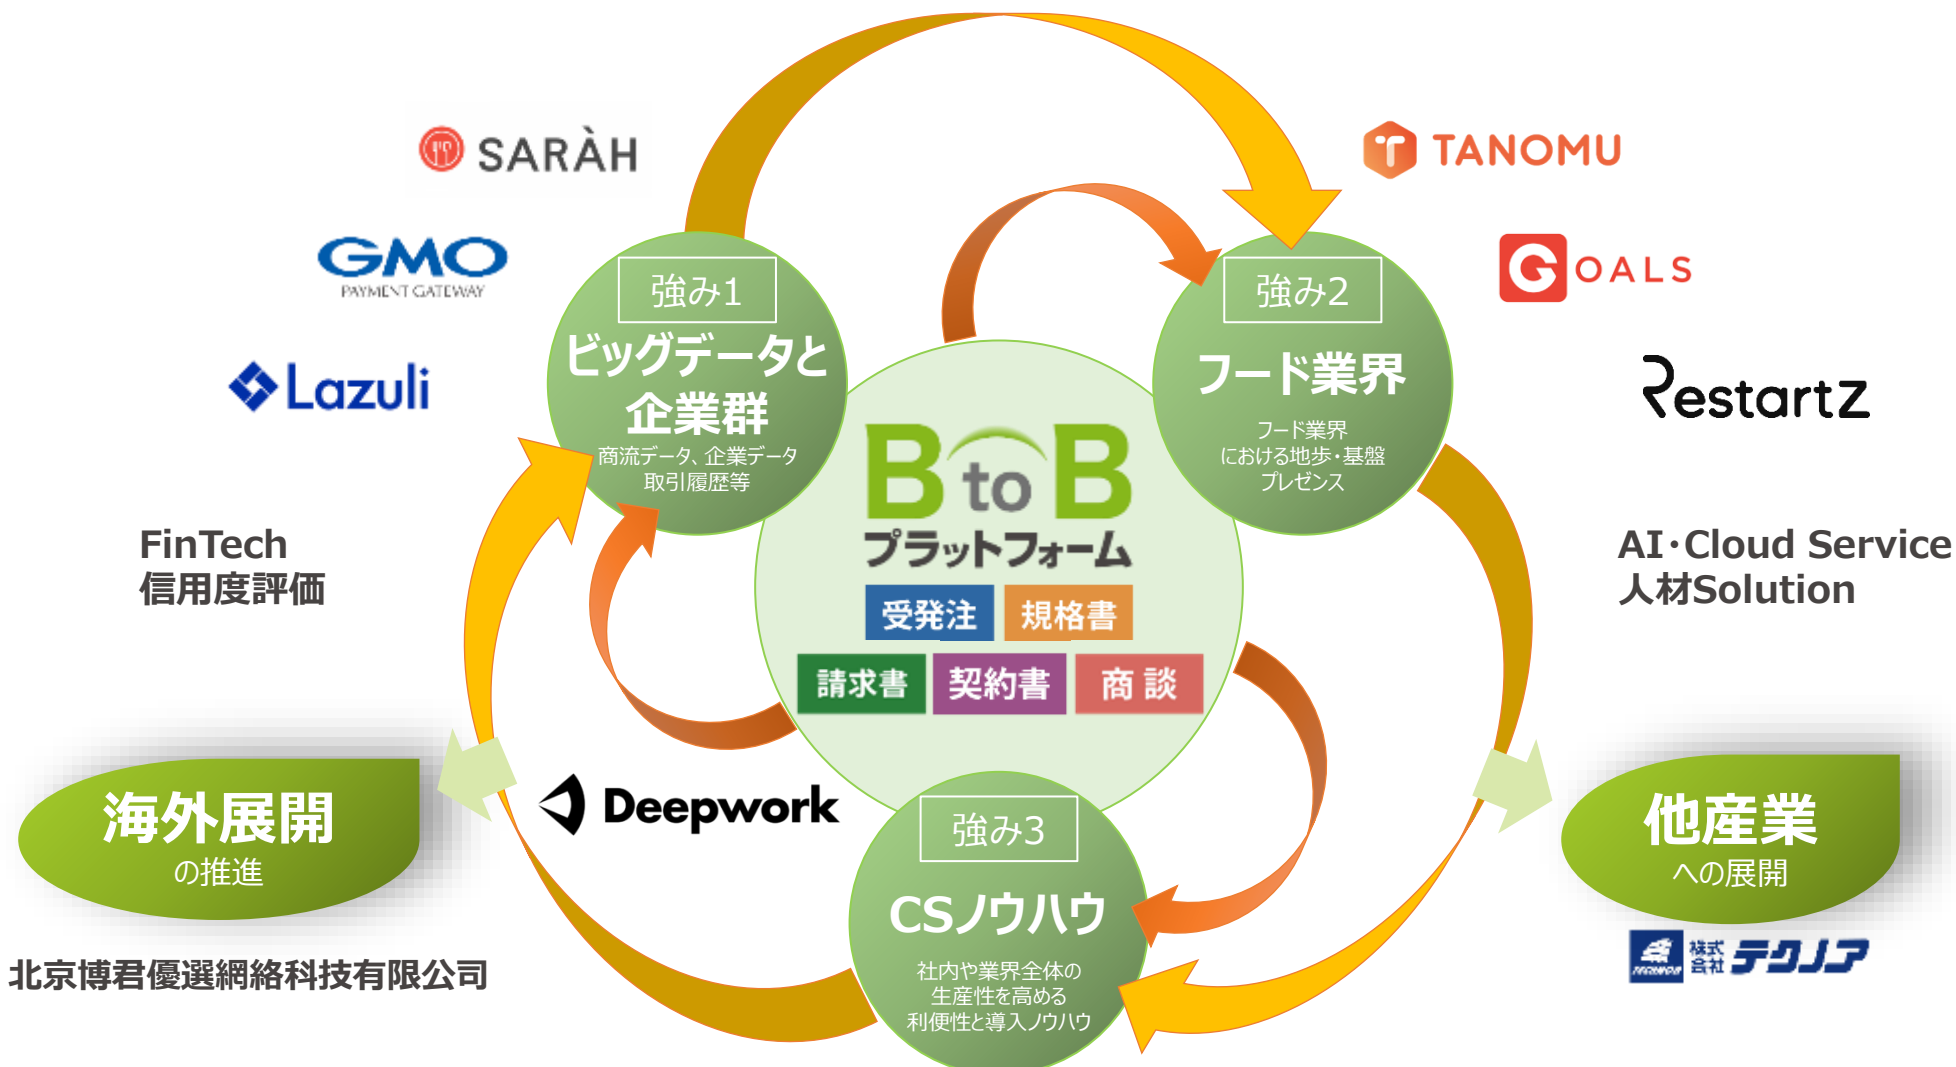 SARÀH
GMO
PAYMENT GATEWAY
Lazuli
FinTech
信用度評価
海外展開
の推進
北京博君優選網絡科技有限公司
強み1
ビッグデータと
企業群
商流データ、企業データ
取引履歴等
BtoB
プラットフォーム
受発注
規格書
請求書
契約書
商談
Deepwork
強み3
CSノウハウ
社内や業界全体の
生産性を高める
利便性と導入ノウハウ
強み2
フード業界
フード業界
における地歩・基盤
プレゼンス
TANOMU
GOALS
RestartZ
AI・Cloud Service
人材Solution
他産業
への展開
TECHNOA
株式
会社
テクノア